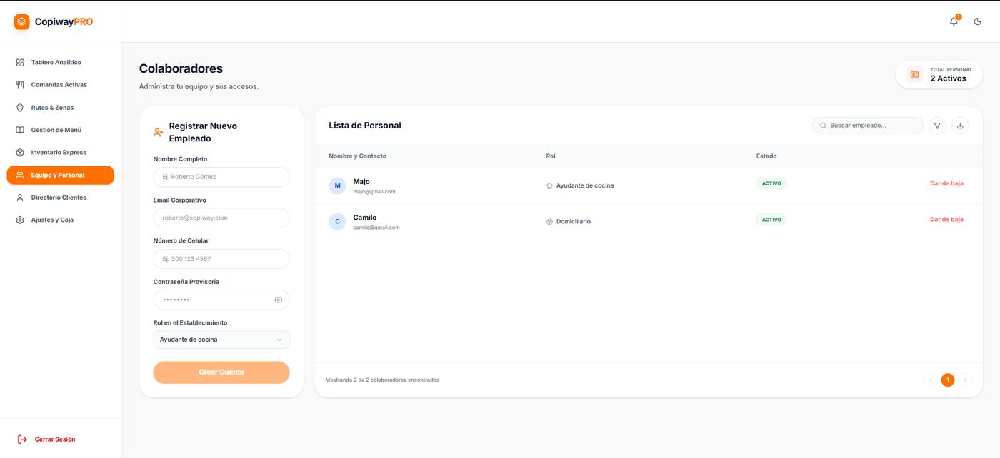 CopiwayPRO
1
Tablero Analítico
Comandas Activas
Rutas & Zonas
Gestión de Menú
Inventario Express
Equipo y Personal
Directorio Clientes
Ajustes y Caja
Cerrar Sesión
Colaboradores
Administra tu equipo y sus accesos.
TOTAL PERSONAL
2 Activos
Registrar Nuevo
Empleado
Nombre Completo
Ej. Roberto Gómez
Email Corporativo
roberto@copiway.com
Número de Celular
Ej. 300 123 4567
Contraseña Provisoria
••••••••
Rol en el Establecimiento
Ayudante de cocina
Crear Cuenta
Lista de Personal
Buscar empleado...
Nombre y Contacto Rol Estado
M Majo Ayudante de cocina ACTIVO Dar de baja
majo@gmail.com
C Camilo Domiciliario ACTIVO Dar de baja
camilo@gmail.com
Mostrando 2 de 2 colaboradores encontrados
1